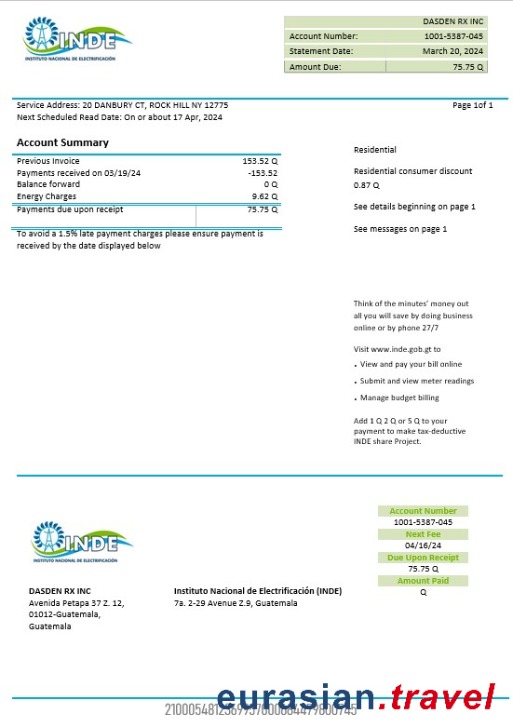 INDE
INSTITUTO NACIONAL DE ELECTRIFICACIÓN
DASDEN RX INC
Account Number: 1001-5387-045
Statement Date: March 20, 2024
Amount Due: 75.75 Q
Service Address: 20 DANBURY CT, ROCK HILL NY 12775
Page 1of 1
Next Scheduled Read Date: On or about 17 Apr, 2024
Account Summary
Previous Invoice 153.52 Q
Payments received on 03/19/24 -153.52
Balance forward 0 Q
Energy Charges 9.62 Q
Payments due upon receipt 75.75 Q
To avoid a 1.5% late payment charges please ensure payment is
received by the date displayed below
Residential
Residential consumer discount
0.87 Q
See details beginning on page 1
See messages on page 1
Think of the minutes' money out
all you will save by doing business
online or by phone 27/7
Visit www.inde.gob.gt to
• View and pay your bill online
• Submit and view meter readings
• Manage budget billing
Add 1 Q 2 Q or 5 Q to your
payment to make tax-deductive
INDE share Project.
INDE
INSTITUTO NACIONAL DE ELECTRIFICACIÓN
Account Number
1001-5387-045
Next Fee
04/16/24
Due Upon Receipt
75.75 Q
Amount Paid
Q
DASDEN RX INC
Avenida Petapa 37 Z. 12,
01012-Guatemala,
Guatemala
Instituto Nacional de Electrificación (INDE)
7a. 2-29 Avenue Z.9, Guatemala
eurasian.travel